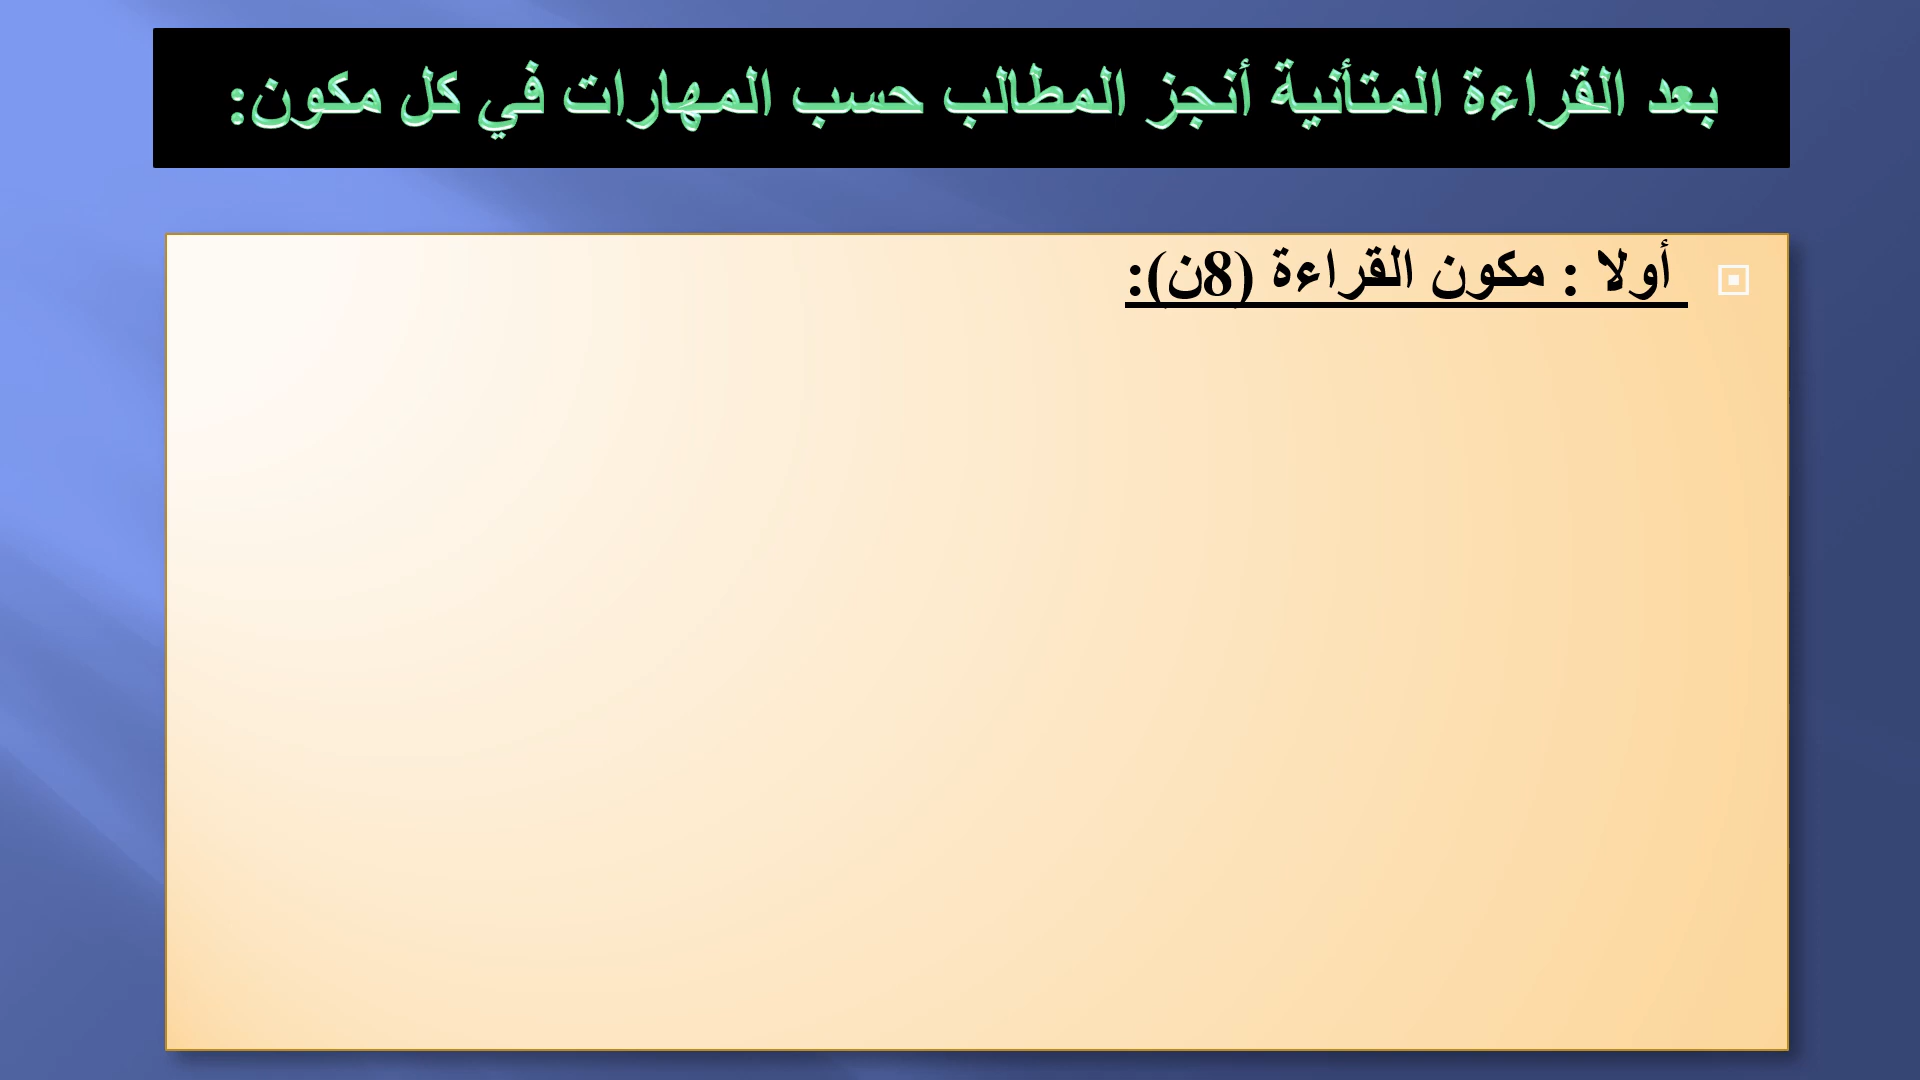 بعد القراءة المتأنية أنجز المطالب حسب المهارات في كل مكون:
أولا : مكون القراءة (8ن):